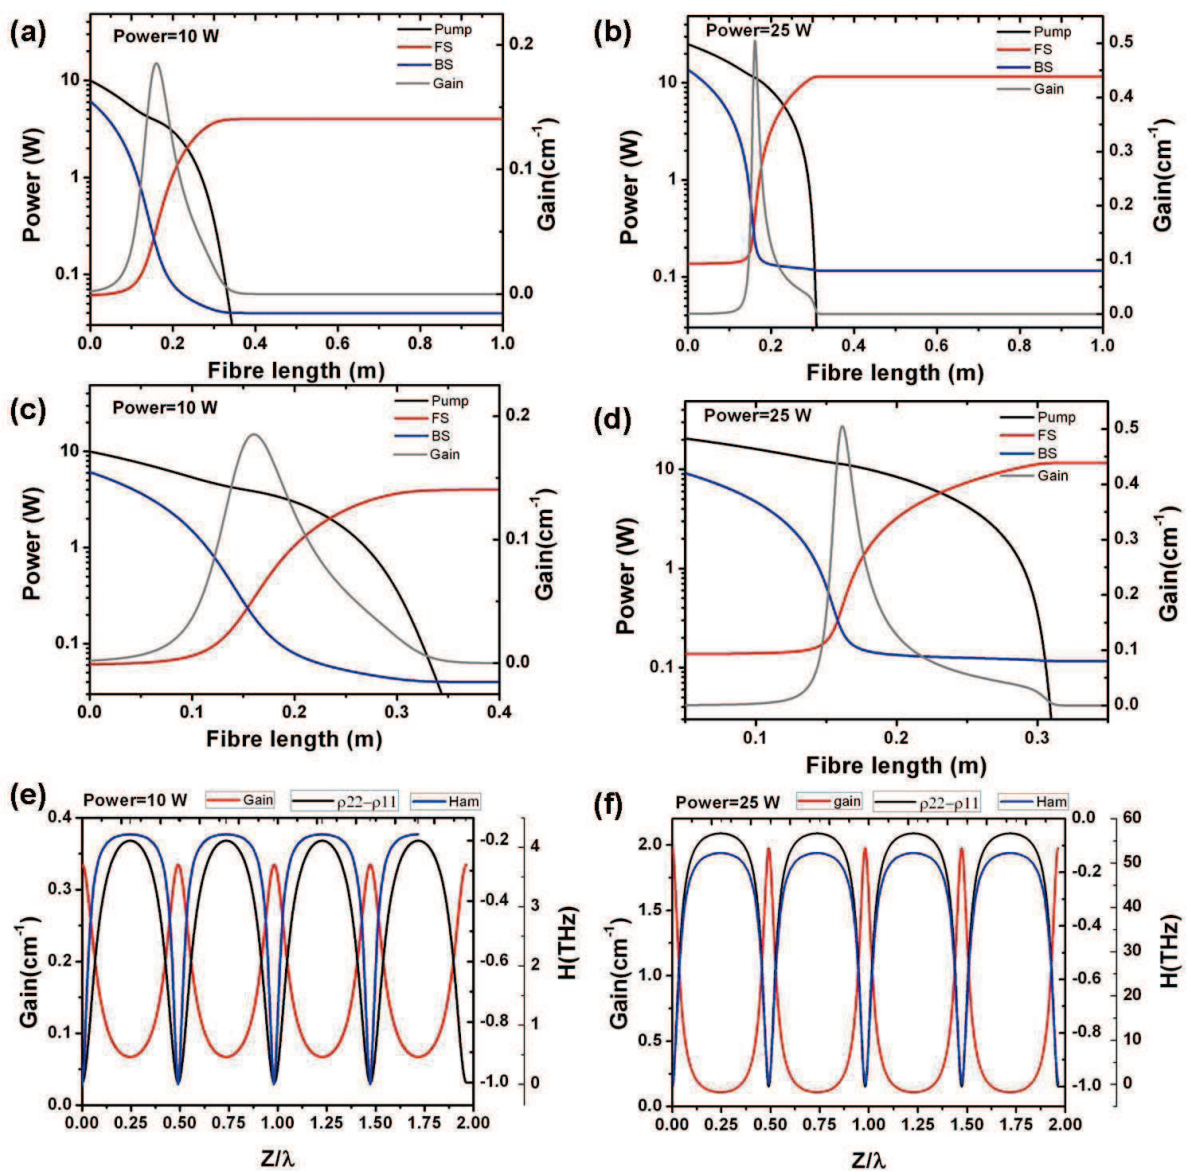 (a)
Power=10 W
Pump
FS
BS
Gain
Power (W)
10
1
0.1
Gain(cm⁻¹)
0.2
0.1
0.0
0.0 0.2 0.4 0.6 0.8 1.0
Fibre length (m)
(b)
Power=25 W
Pump
FS
BS
Gain
Power (W)
10
1
0.1
Gain(cm⁻¹)
0.5
0.4
0.3
0.2
0.1
0.0
0.0 0.2 0.4 0.6 0.8 1.0
Fibre length (m)
(c)
Power=10 W
Pump
FS
BS
Gain
Power (W)
10
1
0.1
Gain(cm⁻¹)
0.2
0.1
0.0
0.0 0.1 0.2 0.3 0.4
Fibre length (m)
(d)
Power=25 W
Pump
FS
BS
Gain
Power (W)
10
1
0.1
Gain(cm⁻¹)
0.5
0.4
0.3
0.2
0.1
0.0
0.1 0.2 0.3
Fibre length (m)
(e)
Power=10 W
Gain
ρ22−ρ11
Ham
Gain(cm⁻¹)
0.4
0.3
0.2
0.1
0.0
-0.2
-0.4
-0.6
-0.8
-1.0
4
3
2
1
0
H(THz)
0.00 0.25 0.50 0.75 1.00 1.25 1.50 1.75 2.00
Z/λ
(f)
Power=25 W
gain
ρ22−ρ11
Ham
Gain(cm⁻¹)
2.0
1.5
1.0
0.5
0.0
0.0
-0.2
-0.4
-0.6
-0.8
-1.0
60
50
40
30
20
10
0
H(THz)
0.00 0.25 0.50 0.75 1.00 1.25 1.50 1.75 2.00
Z/λ